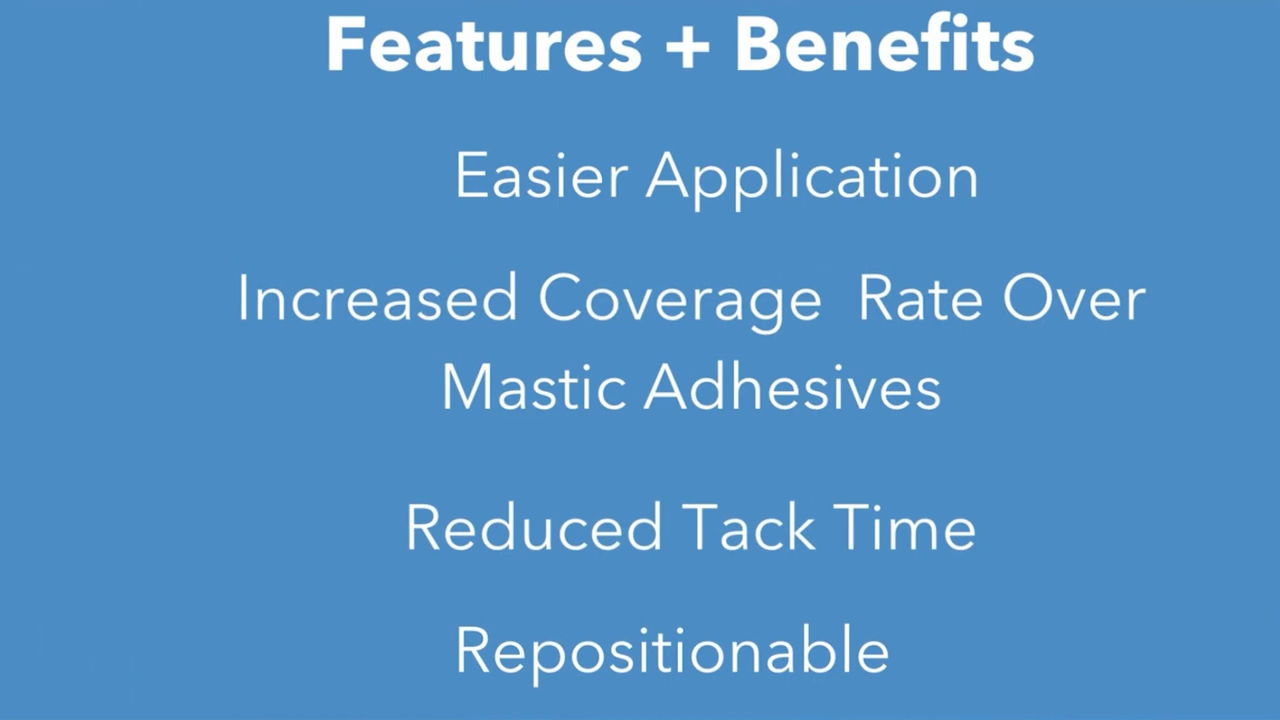 Features + Benefits
Easier Application
Increased Coverage  Rate Over
Mastic Adhesives
Reduced Tack Time
Repositionable